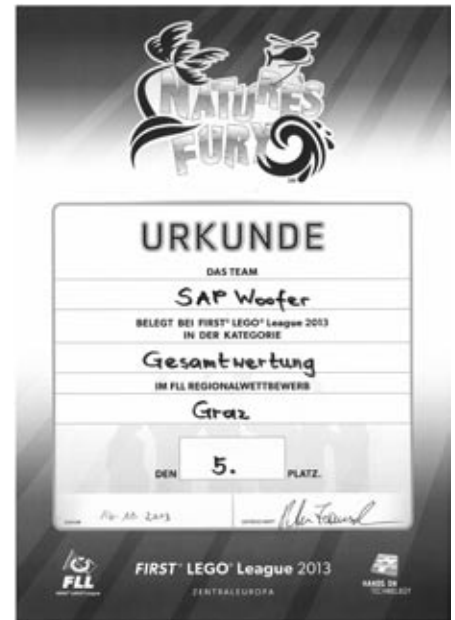 NATURE'S
FURY
URKUNDE
DAS TEAM
SAP Woofer
BELEGT BEI FIRST® LEGO® League 2013
IN DER KATEGORIE
Gesamtwertung
IM FLL REGIONALWETTBEWERB
Graz
DEN 5. PLATZ.
2013
FLL
FIRST® LEGO® League 2013
ZENTRALEUROPA
HANDS ON
TECHNOLOGY